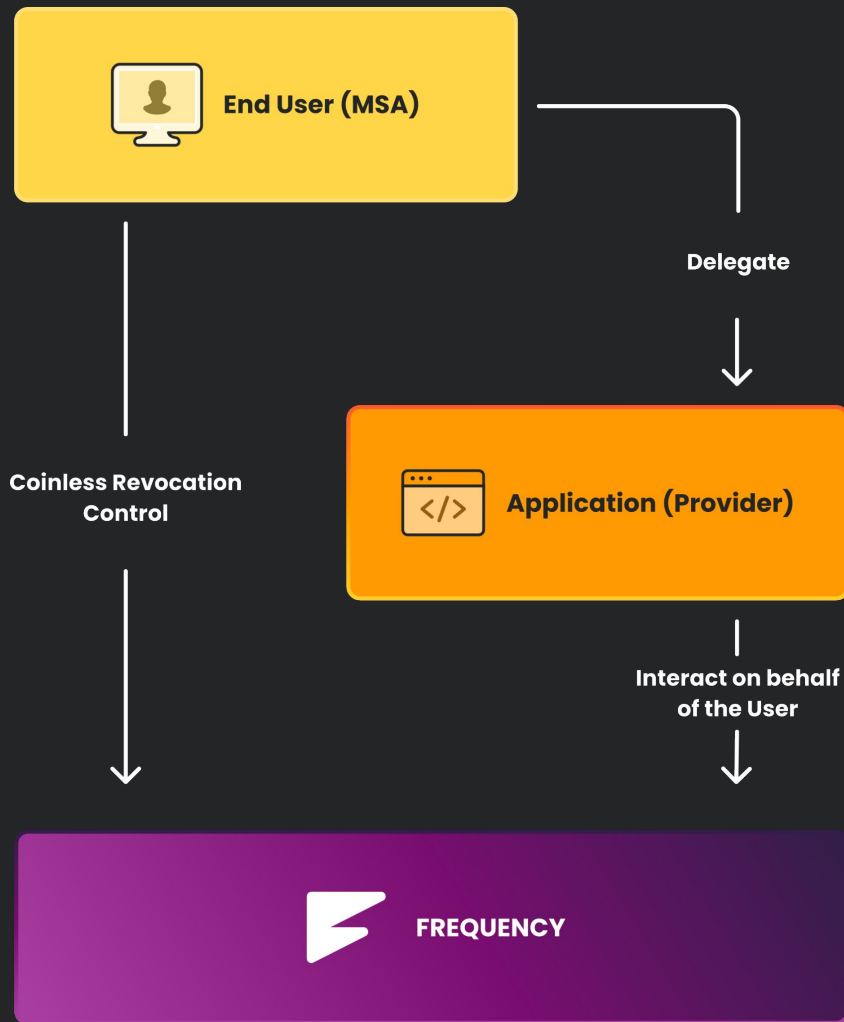 End User (MSA)
Delegate
Coinless Revocation
Control
</>
Application (Provider)
Interact on behalf
of the User
FREQUENCY